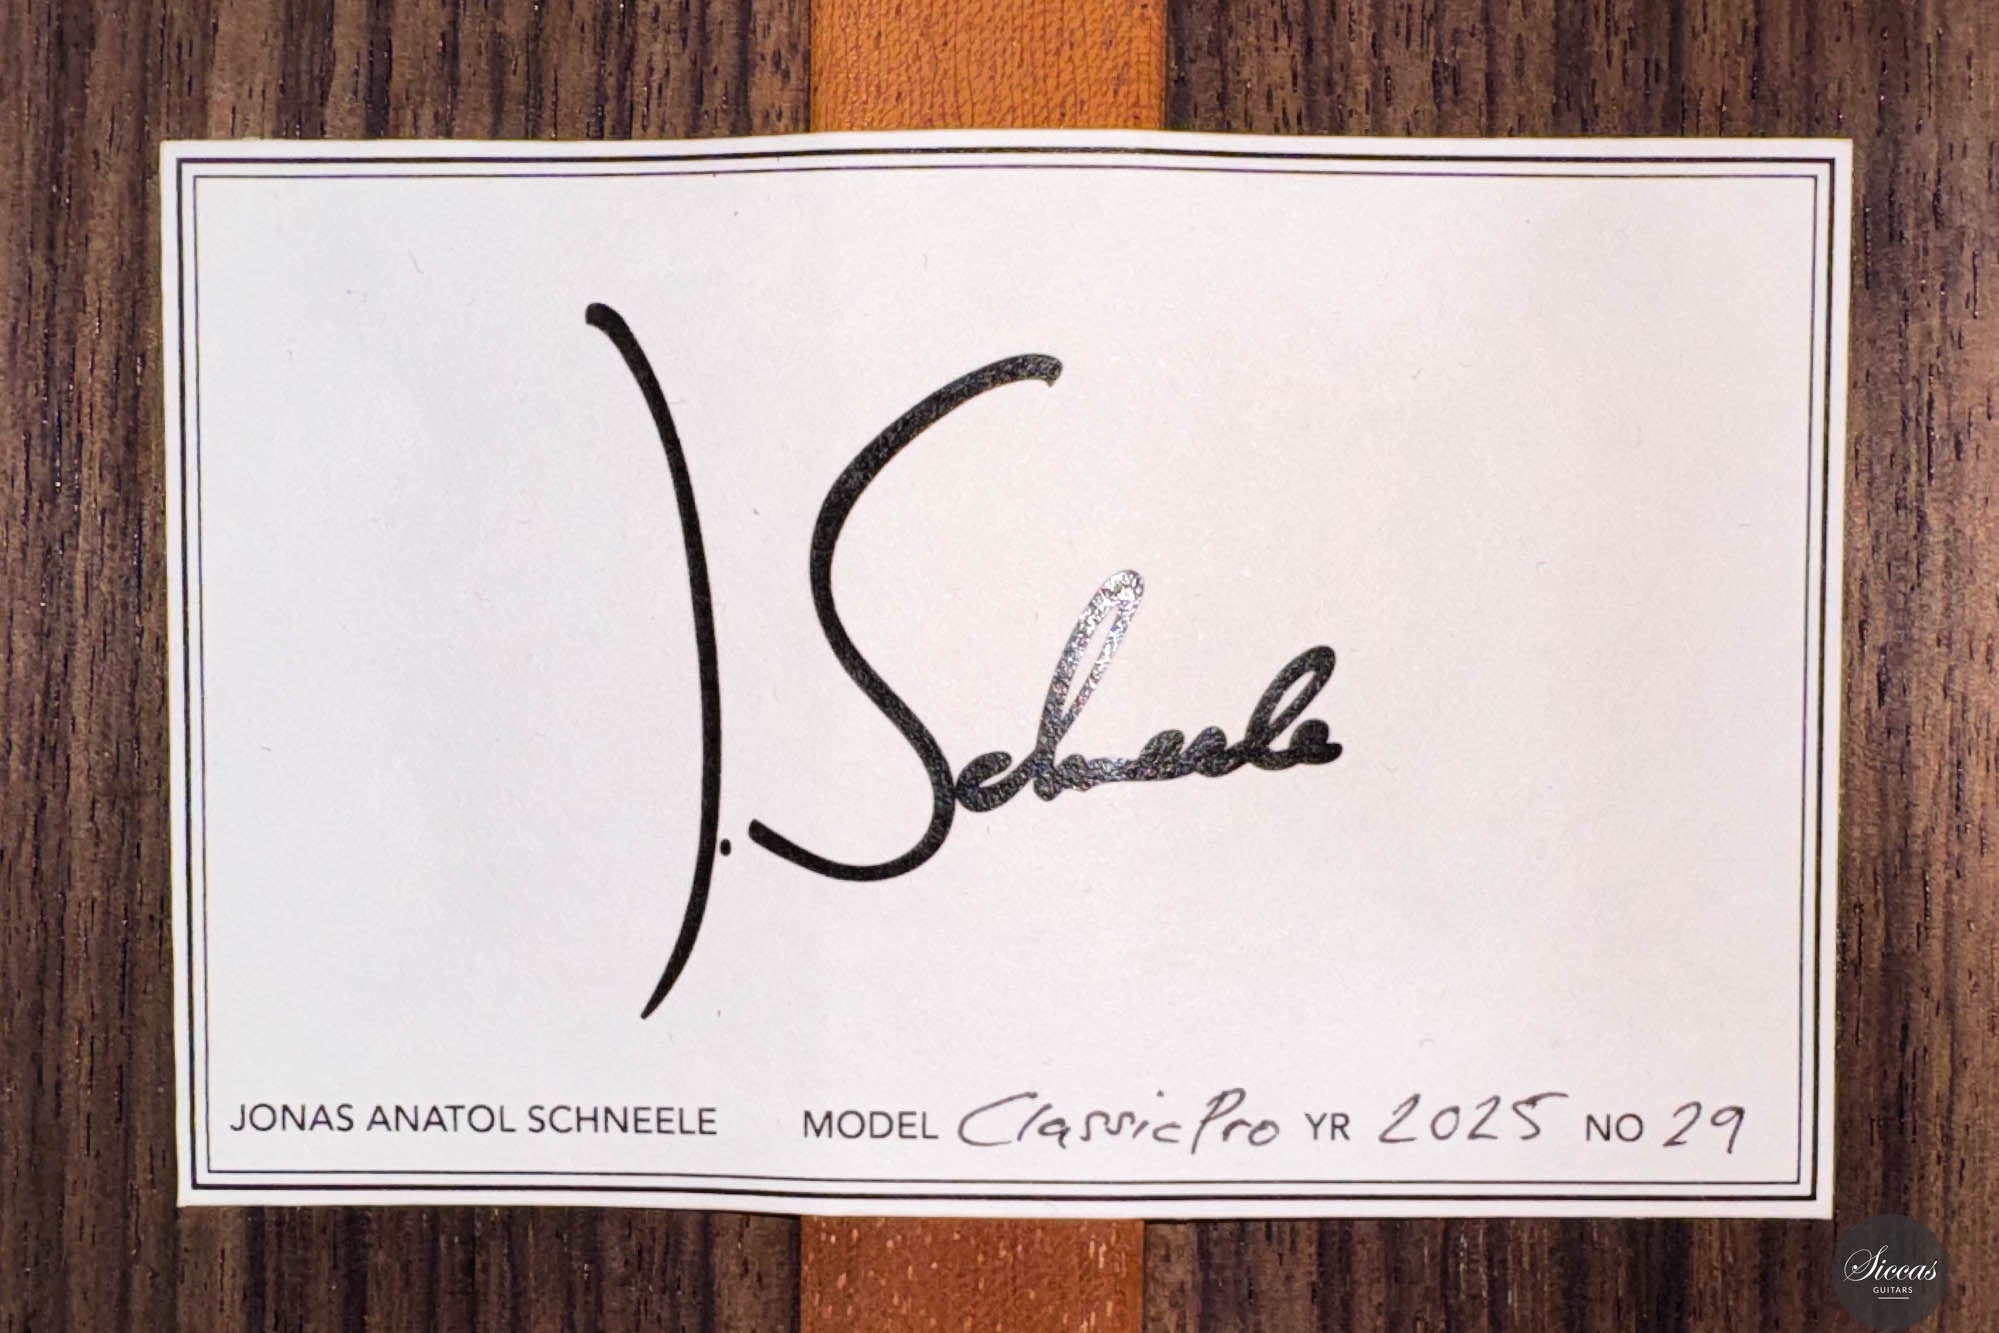 J. Schneele
JONAS ANATOL SCHNEELE MODEL ClassicPro YR 2025 NO 29
Siccas
GUITARS